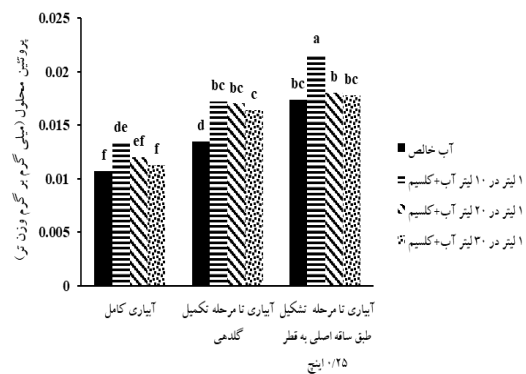 پروتئین محلول (میلی گرم بر گرم وزن تر)
0.025
0.02
0.015
0.01
0.005
0
f
de
ef
f
d
bc
bc
c
bc
a
b
bc
آبیاری کامل
آبیاری تا مرحله تکمیل
گلدهی
آبیاری تا مرحله تشکیل
طبق ساقه اصلی به قطر
۰/۲۵ اینچ
آب خالص
۱ لیتر در ۱۰ لیتر آب+کلسیم
۱ لیتر در ۲۰ لیتر آب+کلسیم
۱ لیتر در ۳۰ لیتر آب+کلسیم